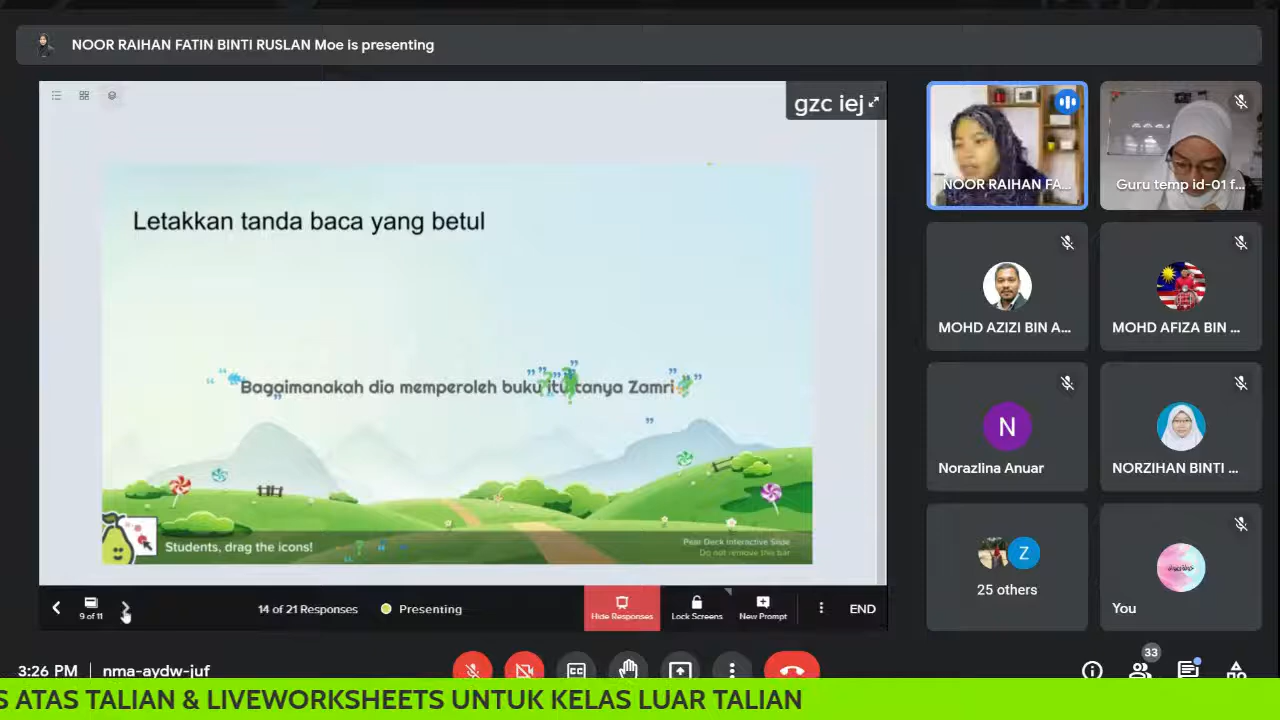 NOOR RAIHAN FATIN BINTI RUSLAN Moe is presenting
gzc iej
Letakkan tanda baca yang betul
Bagaimanakah dia memperoleh buku itu tanya Zamri
Students, drag the icons!
Pear Deck Interactive Slide
Do not remove this bar
9 of 11
14 of 21 Responses
Presenting
Hide Responses
Lock Screens
New Prompt
END
NOOR RAIHAN FA...
Guru temp id-01 f...
MOHD AZIZI BIN A...
MOHD AFIZA BIN ...
N
Norazlina Anuar
NORZIHAN BINTI ...
Z
25 others
You
3:26 PM | nma-aydw-juf
33
S ATAS TALIAN & LIVEWORKSHEETS UNTUK KELAS LUAR TALIAN